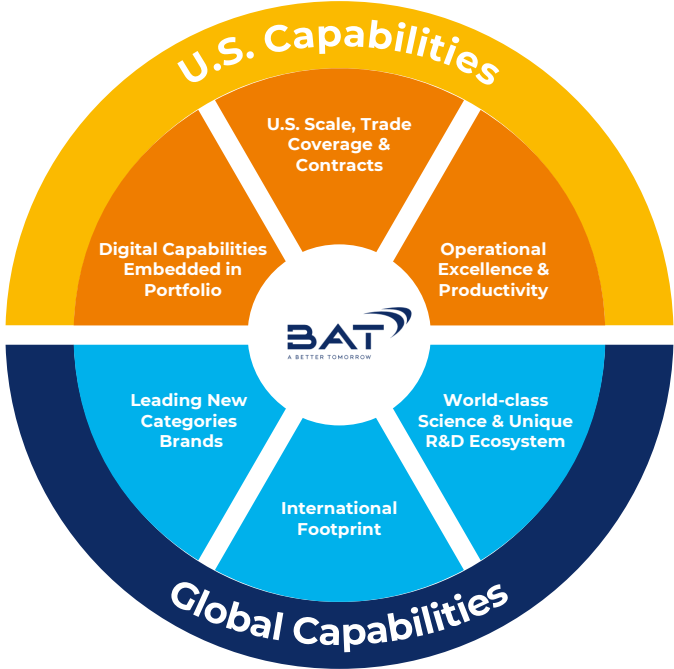 U.S. Capabilities
U.S. Scale, Trade
Coverage &
Contracts
Digital Capabilities
Embedded in
Portfolio
Operational
Excellence &
Productivity
BAT
A BETTER TOMORROW
Leading New
Categories
Brands
World-class
Science & Unique
R&D Ecosystem
International
Footprint
Global Capabilities